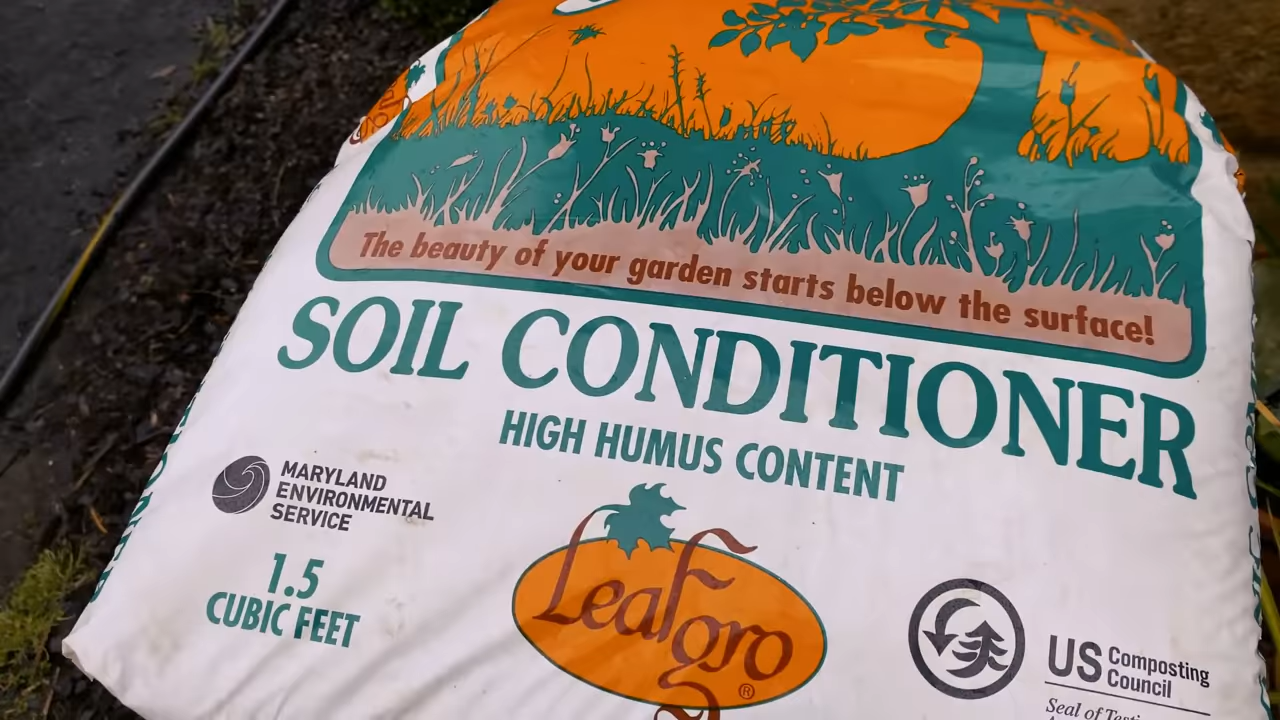 The beauty of your garden starts below the surface!
SOIL CONDITIONER
HIGH HUMUS CONTENT
MARYLAND
ENVIRONMENTAL
SERVICE
1.5
CUBIC FEET
LeafGro®
US Composting
Council
Seal of